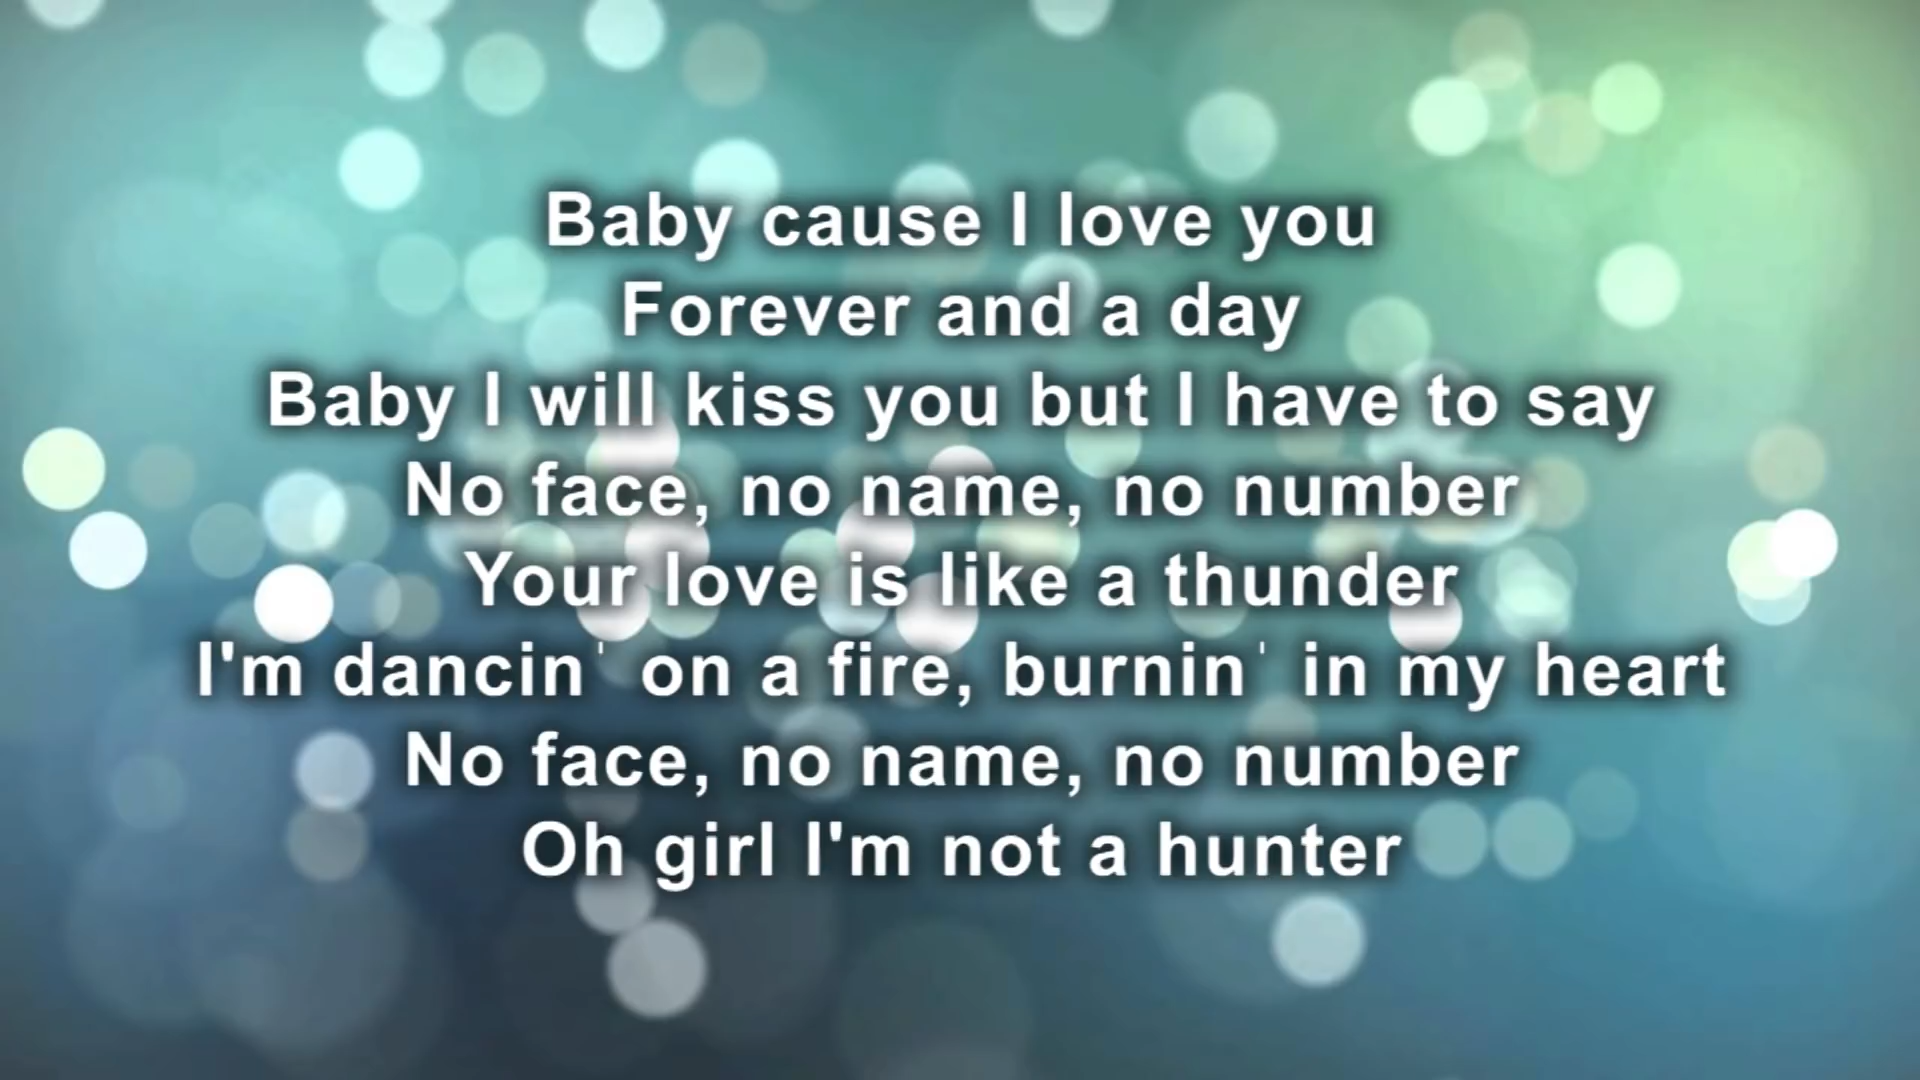 Baby cause I love you
Forever and a day
Baby I will kiss you but I have to say
No face, no name, no number
Your love is like a thunder
I'm dancin' on a fire, burnin' in my heart
No face, no name, no number
Oh girl I'm not a hunter